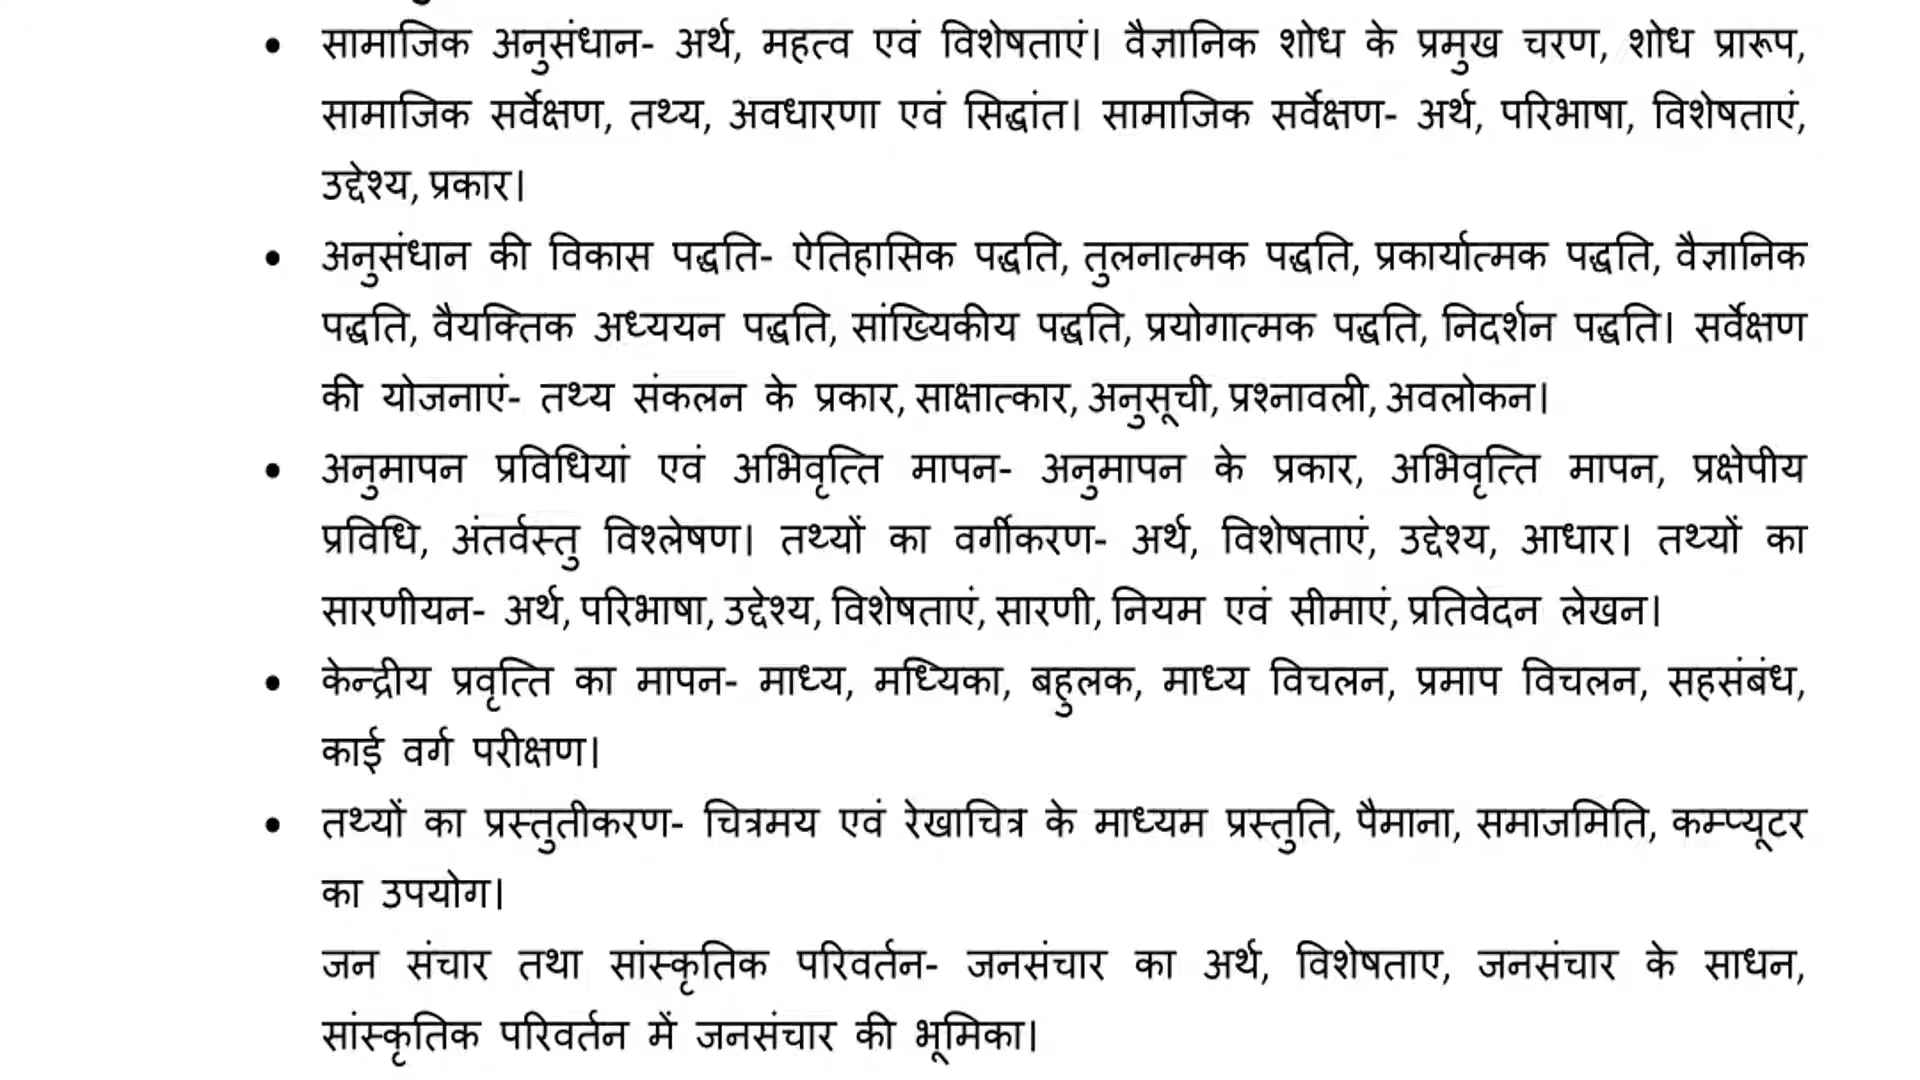 • सामाजिक अनुसंधान- अर्थ, महत्व एवं विशेषताएं। वैज्ञानिक शोध के प्रमुख चरण, शोध प्रारूप,
सामाजिक सर्वेक्षण, तथ्य, अवधारणा एवं सिद्धांत। सामाजिक सर्वेक्षण- अर्थ, परिभाषा, विशेषताएं,
उद्देश्य, प्रकार।
• अनुसंधान की विकास पद्धति- ऐतिहासिक पद्धति, तुलनात्मक पद्धति, प्रकार्यात्मक पद्धति, वैज्ञानिक
पद्धति, वैयक्तिक अध्ययन पद्धति, सांख्यिकीय पद्धति, प्रयोगात्मक पद्धति, निदर्शन पद्धति। सर्वेक्षण
की योजनाएं- तथ्य संकलन के प्रकार, साक्षात्कार, अनुसूची, प्रश्नावली, अवलोकन।
• अनुमापन प्रविधियां एवं अभिवृत्ति मापन- अनुमापन के प्रकार, अभिवृत्ति मापन, प्रक्षेपीय
प्रविधि, अंतर्वस्तु विश्लेषण। तथ्यों का वर्गीकरण- अर्थ, विशेषताएं, उद्देश्य, आधार। तथ्यों का
सारणीयन- अर्थ, परिभाषा, उद्देश्य, विशेषताएं, सारणी, नियम एवं सीमाएं, प्रतिवेदन लेखन।
• केन्द्रीय प्रवृत्ति का मापन- माध्य, मध्यिका, बहुलक, माध्य विचलन, प्रमाप विचलन, सहसंबंध,
काई वर्ग परीक्षण।
• तथ्यों का प्रस्तुतीकरण- चित्रमय एवं रेखाचित्र के माध्यम प्रस्तुति, पैमाना, समाजमिति, कम्प्यूटर
का उपयोग।
जन संचार तथा सांस्कृतिक परिवर्तन- जनसंचार का अर्थ, विशेषताए, जनसंचार के साधन,
सांस्कृतिक परिवर्तन में जनसंचार की भूमिका।